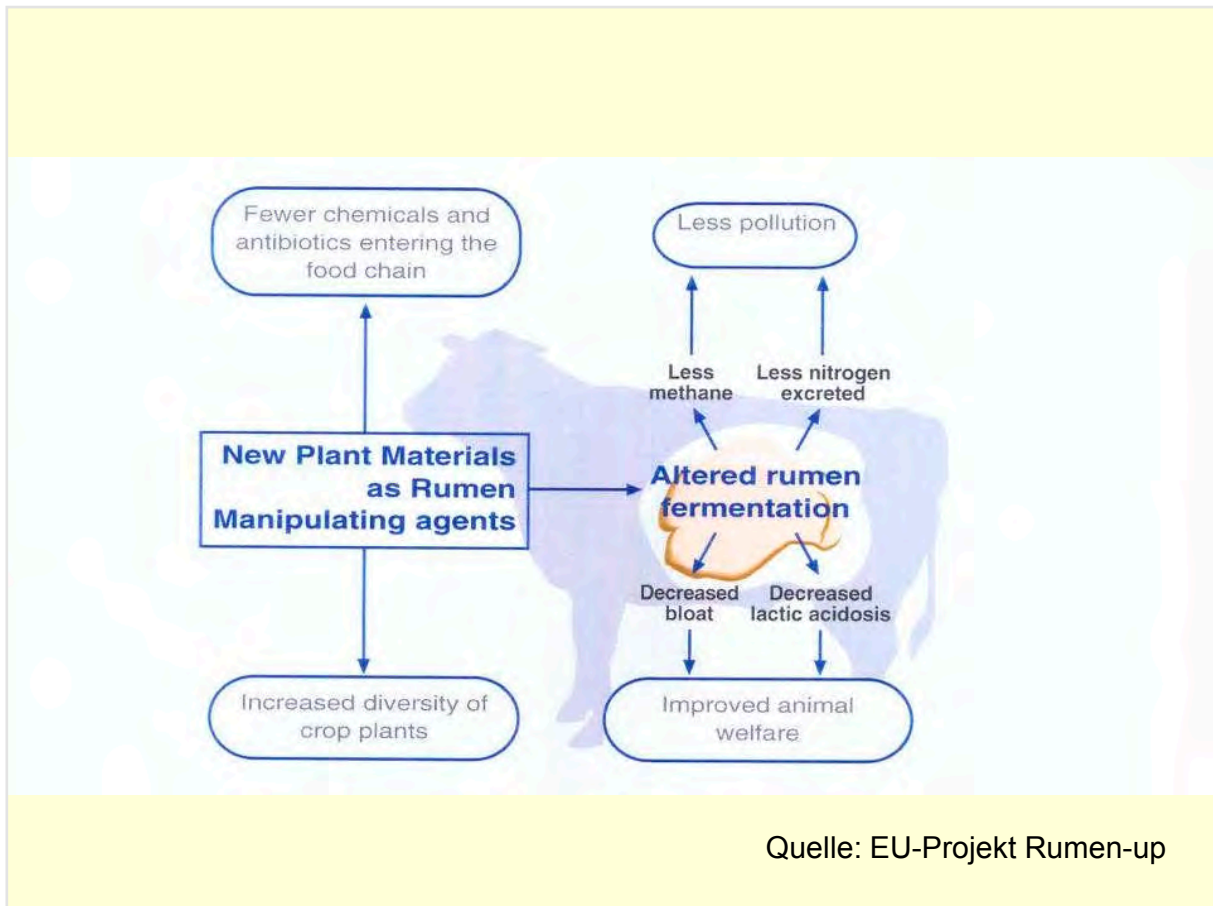 Fewer chemicals and
antibiotics entering the
food chain
Less pollution
Less
methane
Less nitrogen
excreted
New Plant Materials
as Rumen
Manipulating agents
Altered rumen
fermentation
Decreased
bloat
Decreased
lactic acidosis
Increased diversity of
crop plants
Improved animal
welfare
Quelle: EU-Projekt Rumen-up